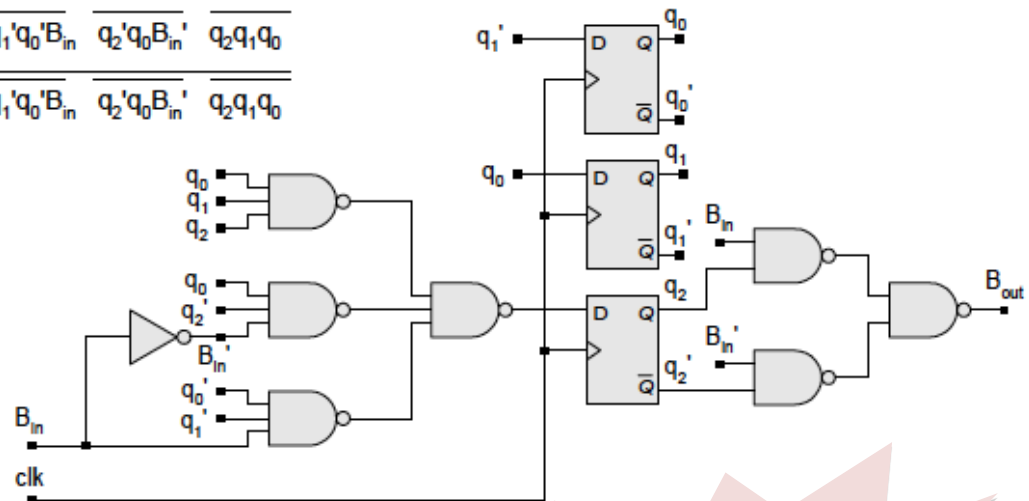 q₁'q₀'Bᵢₙ q₂'q₀Bᵢₙ' q₂q₁q₀
q₁'q₀'Bᵢₙ q₂'q₀Bᵢₙ' q₂q₁q₀
q₁' D Q q₀
Q̅ q₀'
q₀ D Q q₁
Q̅ q₁'
q₀
q₁
q₂
q₀
q₂'
Bᵢₙ'
q₀'
q₁'
Bᵢₙ
clk
D Q q₂
Q̅ q₂'
Bᵢₙ
Bᵢₙ'
Bₒᵤₜ